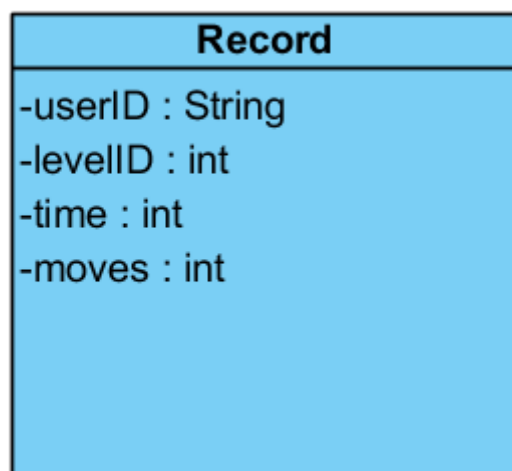 Record
-userID : String
-levelID : int
-time : int
-moves : int